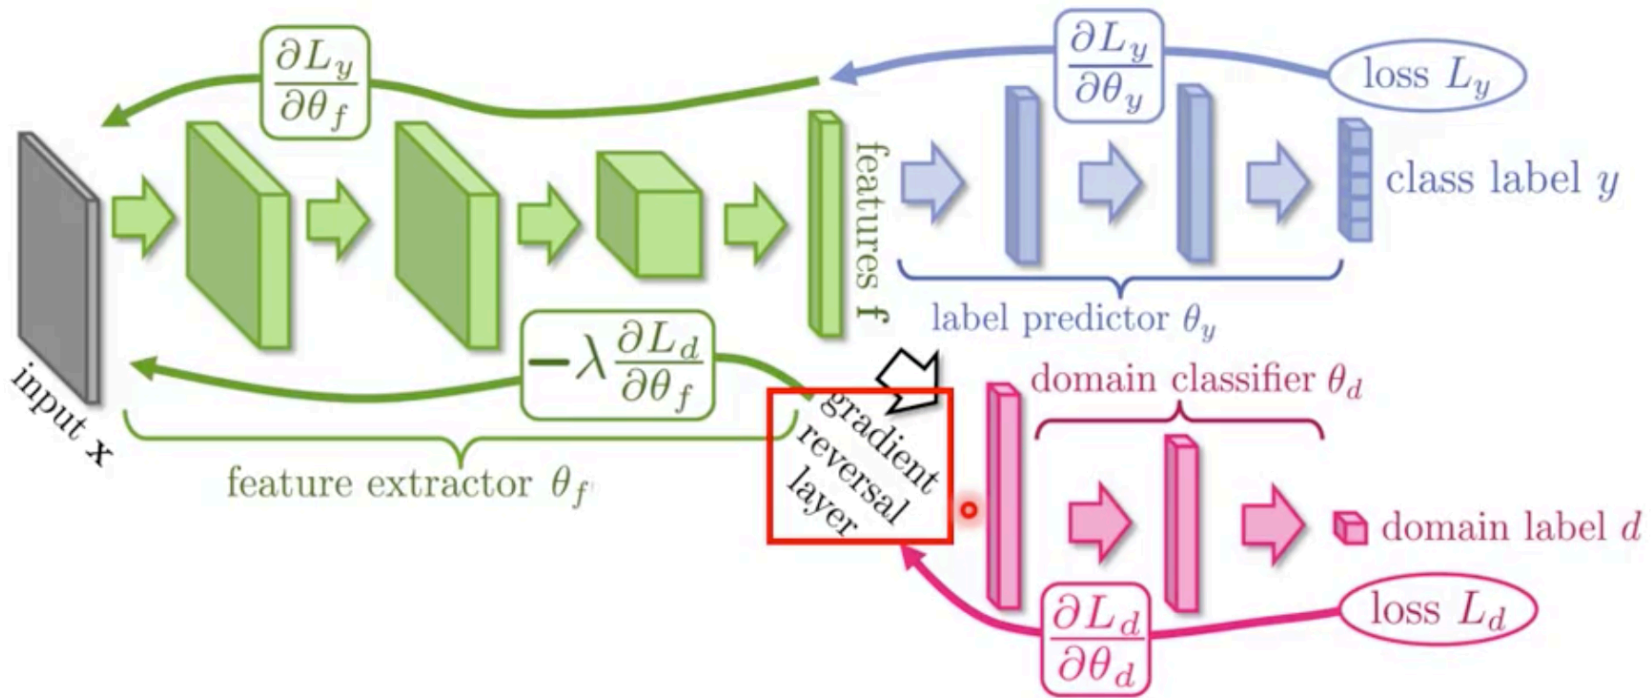 ∂L_y
∂θ_f
∂L_y
∂θ_y
loss L_y
features f
class label y
label predictor θ_y
input x
−λ ∂L_d
∂θ_f
feature extractor θ_f
gradient
reversal
layer
domain classifier θ_d
domain label d
∂L_d
∂θ_d
loss L_d